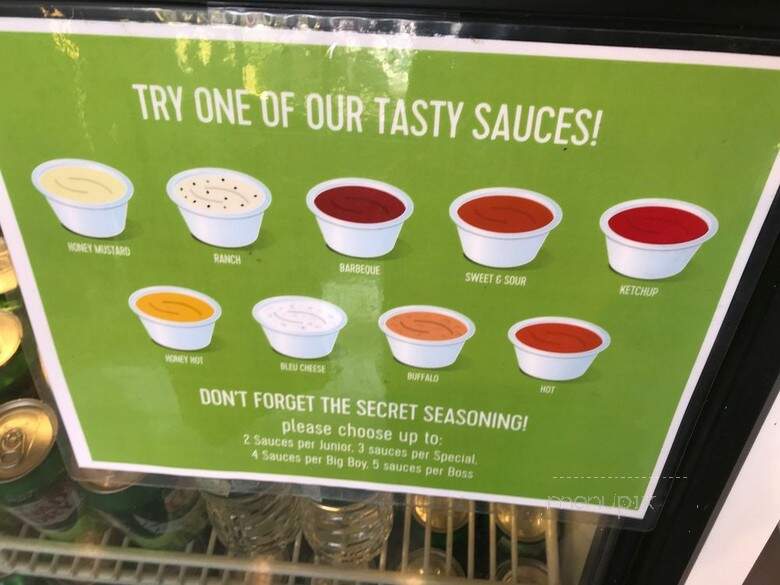 TRY ONE OF OUR TASTY SAUCES!
HONEY MUSTARD
RANCH
BARBEQUE
SWEET & SOUR
KETCHUP
HONEY HOT
BLEU CHEESE
BUFFALO
HOT
DON'T FORGET THE SECRET SEASONING!
please choose up to:
2 Sauces per Junior, 3 sauces per Special,
4 Sauces per Big Boy, 5 sauces per Boss
menupix